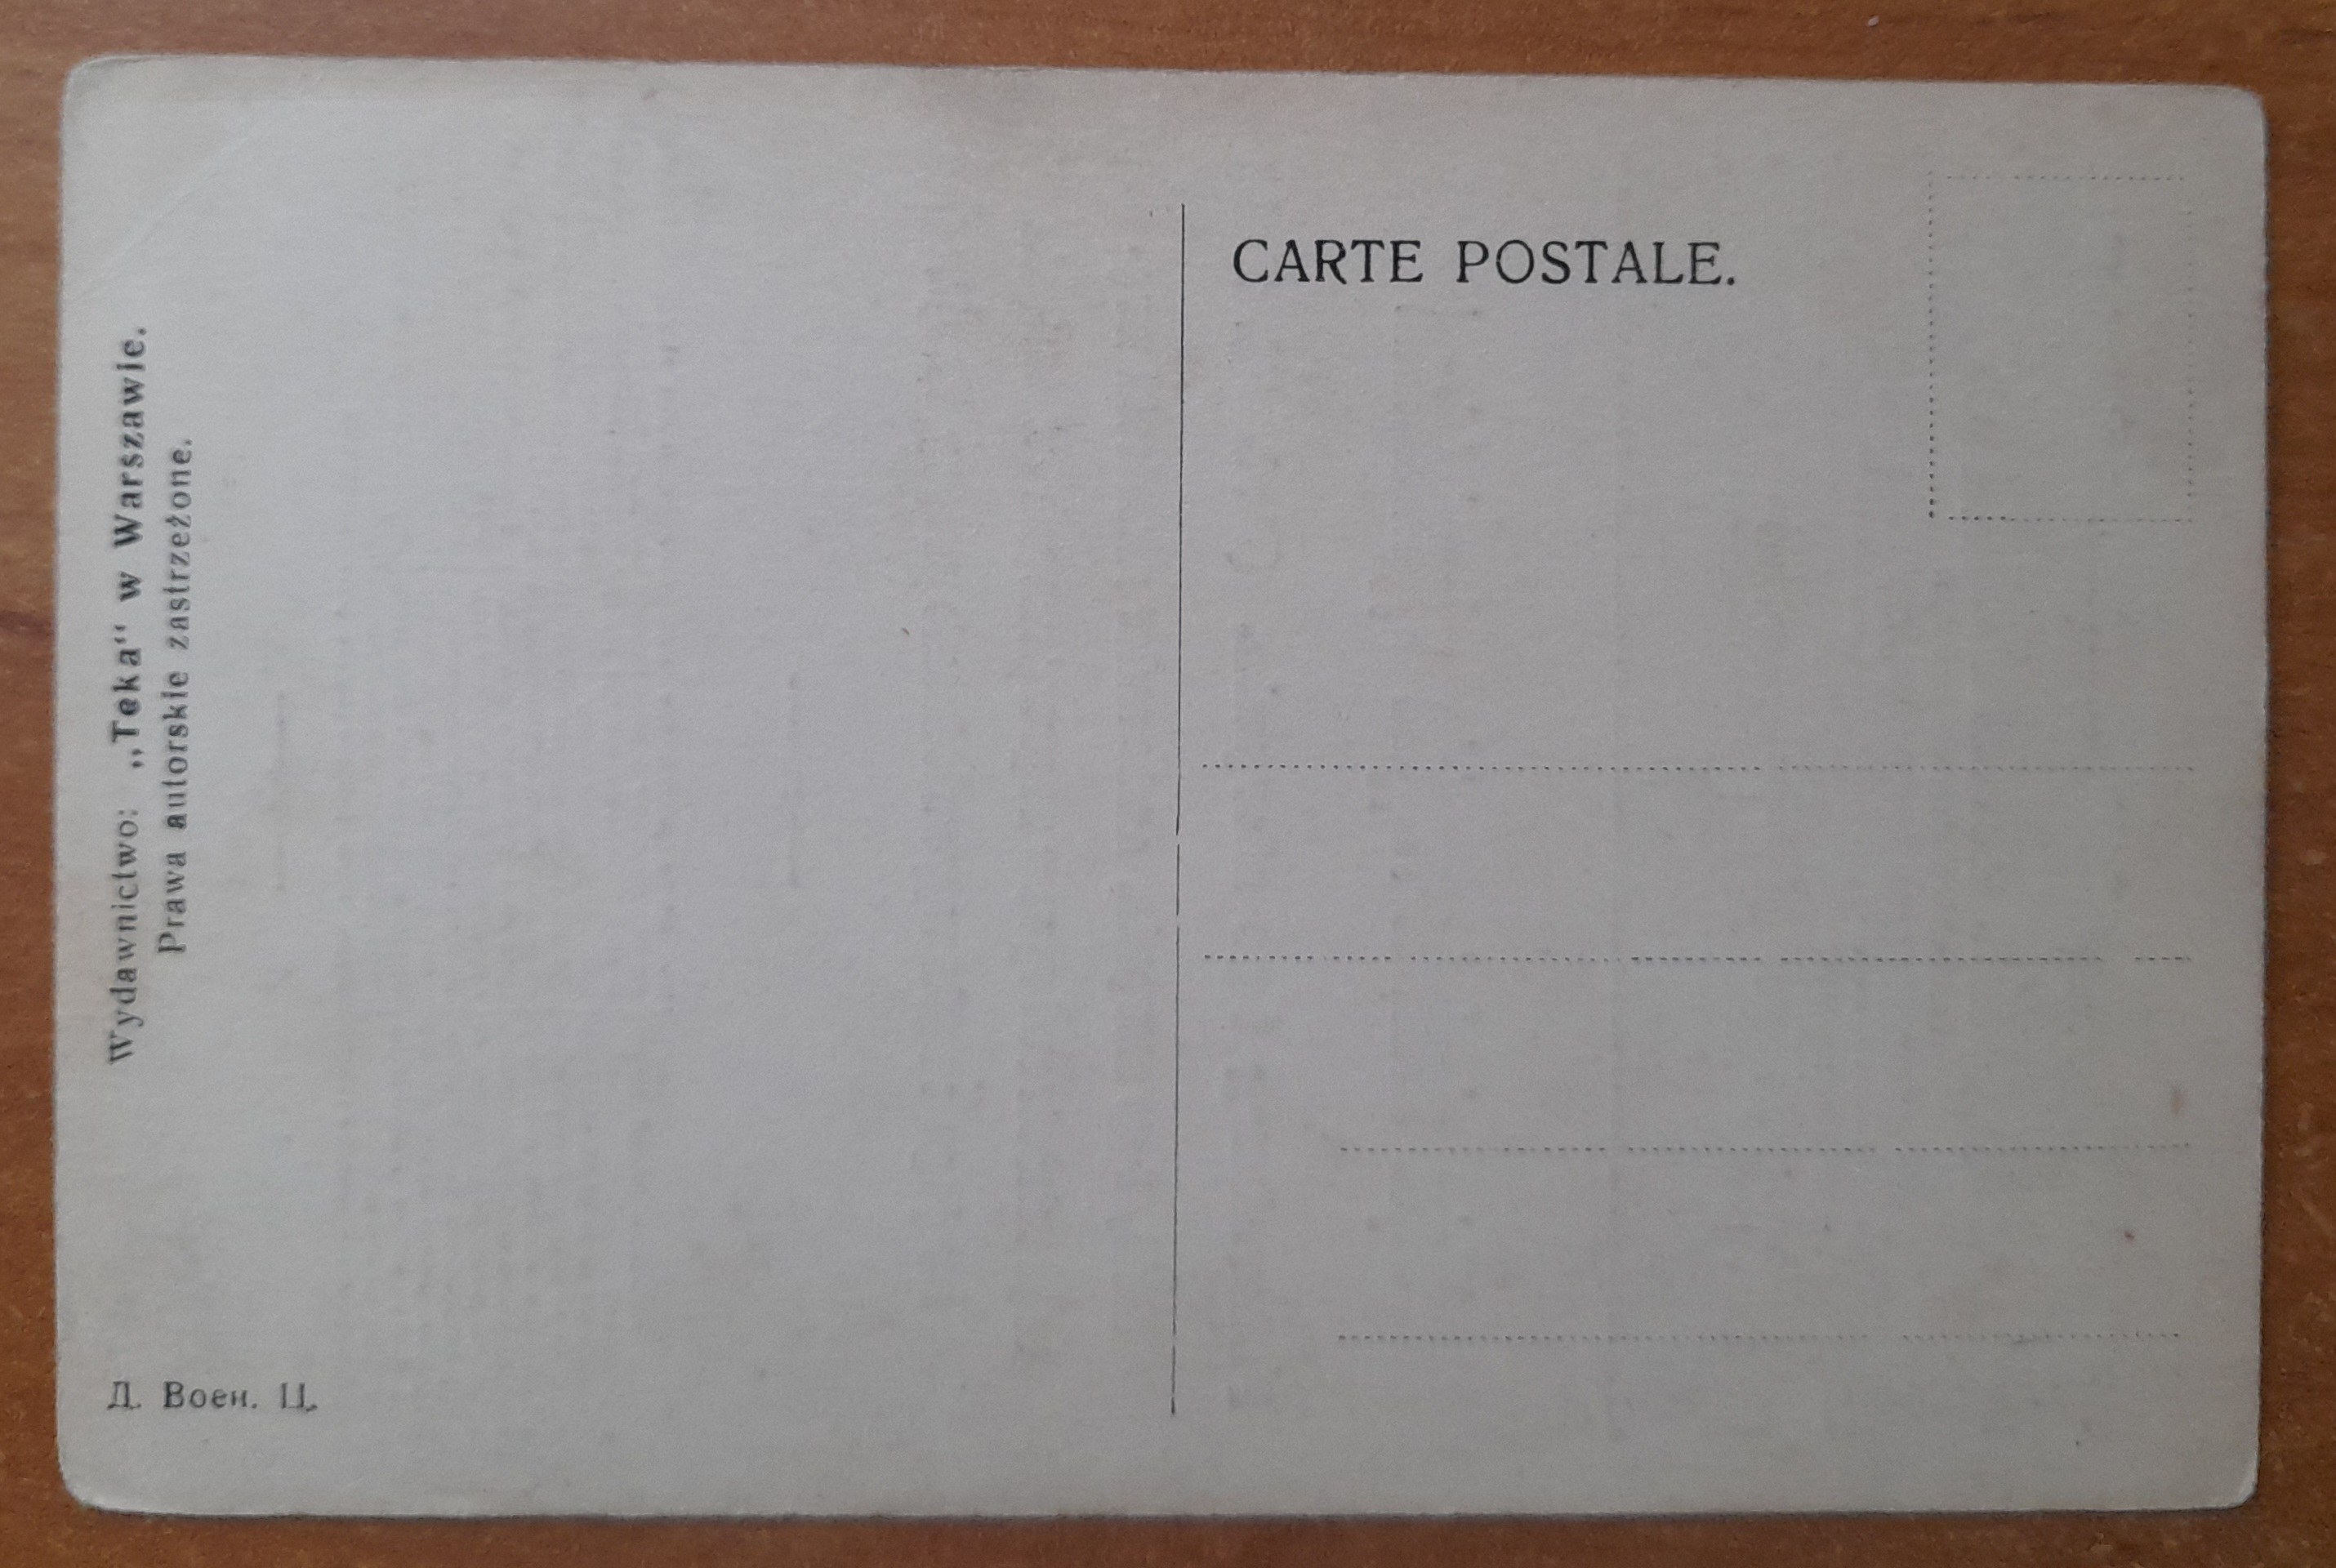 CARTE POSTALE.
Wydawnictwo: „Teka“ w Warszawie.
Prawa autorskie zastrzeżone.
Д. Воен. Ц.